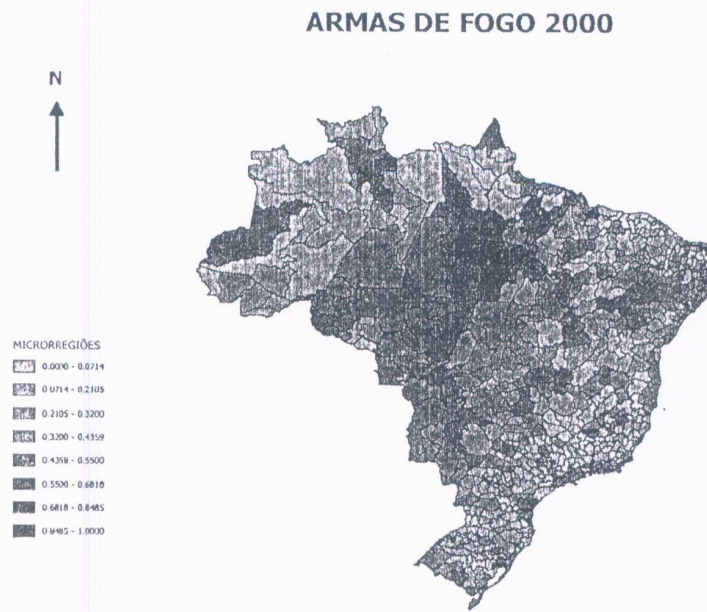 ARMAS DE FOGO 2000
N
MICRORREGIÕES
0.0000 - 0.0714
0.0714 - 0.2105
0.2105 - 0.3200
0.3200 - 0.4359
0.4359 - 0.5500
0.5500 - 0.6818
0.6818 - 0.8485
0.8485 - 1.0000